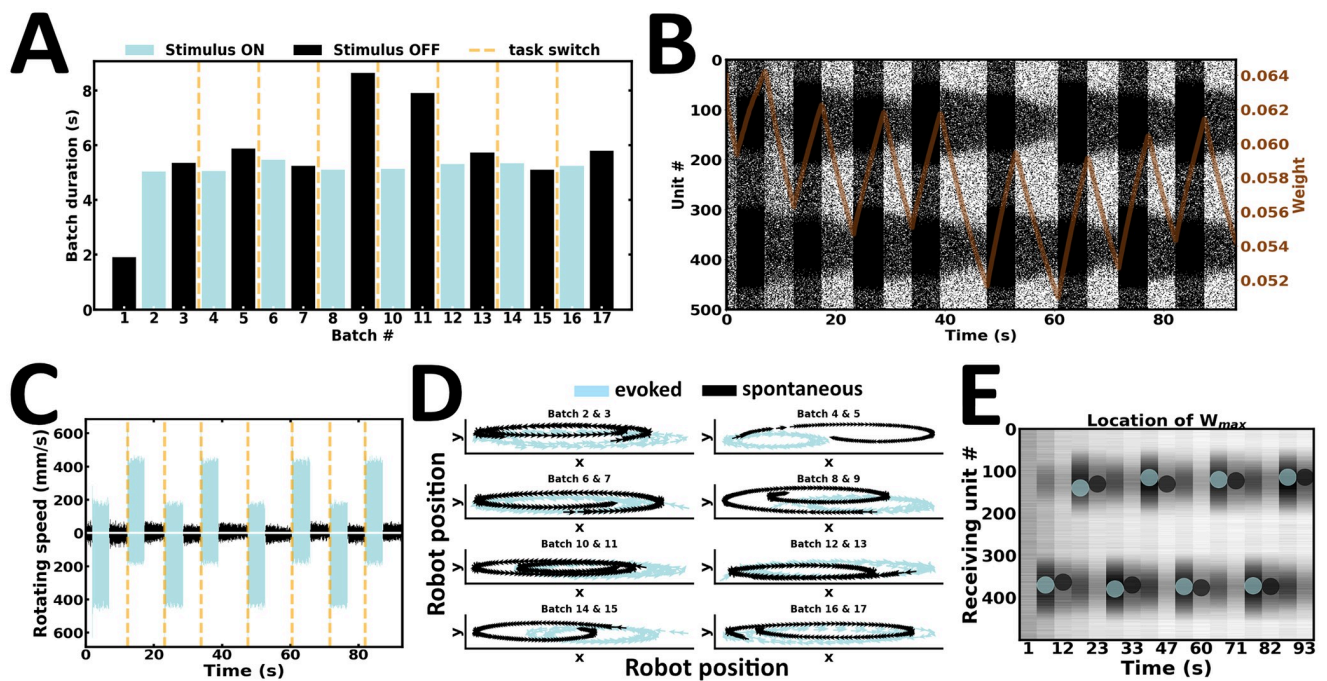 A
Stimulus ON
Stimulus OFF
task switch
Batch duration (s)
8
6
4
2
0
1 2 3 4 5 6 7 8 9 10 11 12 13 14 15 16 17
Batch #
B
Unit #
0
100
200
300
400
500
0 20 40 60 80
Time (s)
0.064
0.062
0.060
0.058
0.056
0.054
0.052
Weight
C
Rotating speed (mm/s)
600
400
200
0
200
400
600
0 20 40 60 80
Time (s)
D
evoked
spontaneous
Robot position
Batch 2 & 3
y
x
Batch 4 & 5
y
x
Batch 6 & 7
y
x
Batch 8 & 9
y
x
Batch 10 & 11
y
x
Batch 12 & 13
y
x
Batch 14 & 15
y
x
Batch 16 & 17
y
x
Robot position
E
Location of Wmax
Receiving unit #
0
100
200
300
400
1 12 23 33 47 60 71 82 93
Time (s)